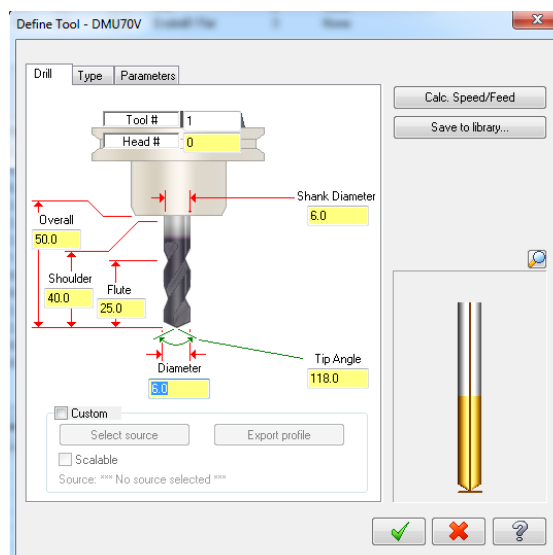 Define Tool - DMU70V
Drill
Type
Parameters
Calc. Speed/Feed
Save to library...
Tool # 1
Head # 0
Shank Diameter
6.0
Overall
50.0
Shoulder
40.0
Flute
25.0
Diameter
6.0
Tip Angle
118.0
Custom
Select source
Export profile
Scalable
Source: *** No source selected ***